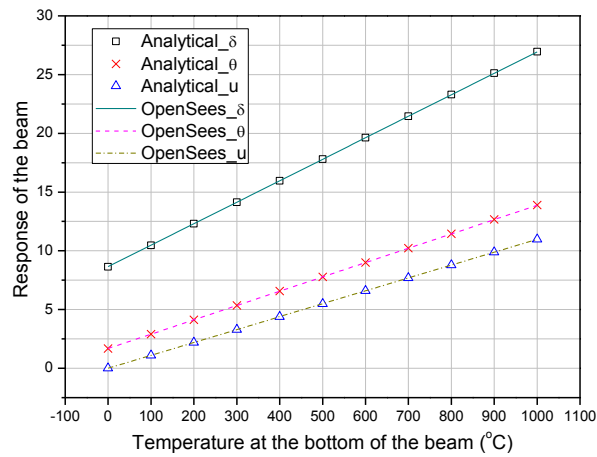 30
25
20
15
10
5
0
Response of the beam
Analytical_δ
Analytical_θ
Analytical_u
OpenSees_δ
OpenSees_θ
OpenSees_u
-100 0 100 200 300 400 500 600 700 800 900 1000 1100
Temperature at the bottom of the beam (°C)